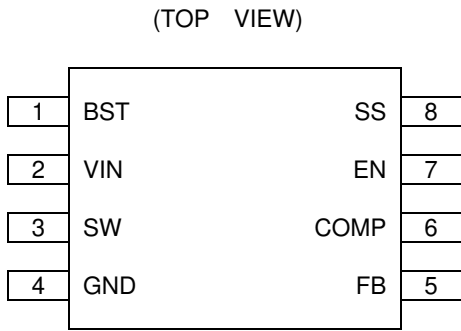 (TOP VIEW)
1 BST SS 8
2 VIN EN 7
3 SW COMP 6
4 GND FB 5